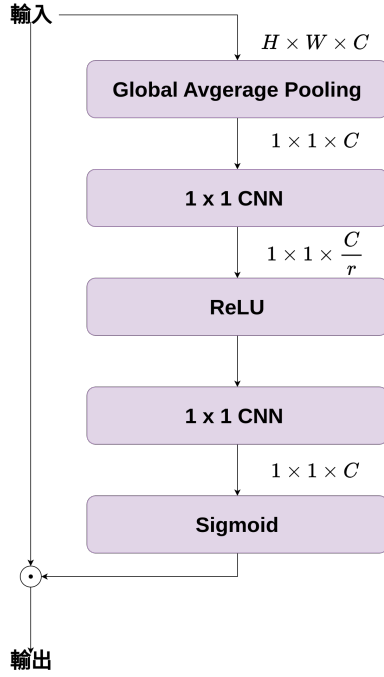 輸入
H × W × C
Global Avgerage Pooling
1 × 1 × C
1 x 1 CNN
1 × 1 × C/r
ReLU
1 x 1 CNN
1 × 1 × C
Sigmoid
輸出